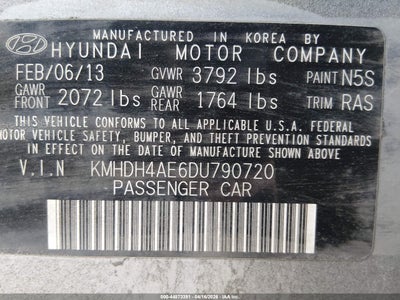 MANUFACTURED IN KOREA BY
HYUNDAI MOTOR COMPANY
FEB/06/13 GVWR 3792 lbs PAINT N5S
GAWR FRONT 2072 lbs GAWR REAR 1764 lbs TRIM RAS
THIS VEHICLE CONFORMS TO ALL APPLICABLE U.S.A. FEDERAL
MOTOR VEHICLE SAFETY, BUMPER, AND THEFT PREVENTION STANDARDS
IN EFFECT ON THE DATE OF MANUFACTURE SHOWN ABOVE.
V.I.N KMHDH4AE6DU790720
PASSENGER CAR